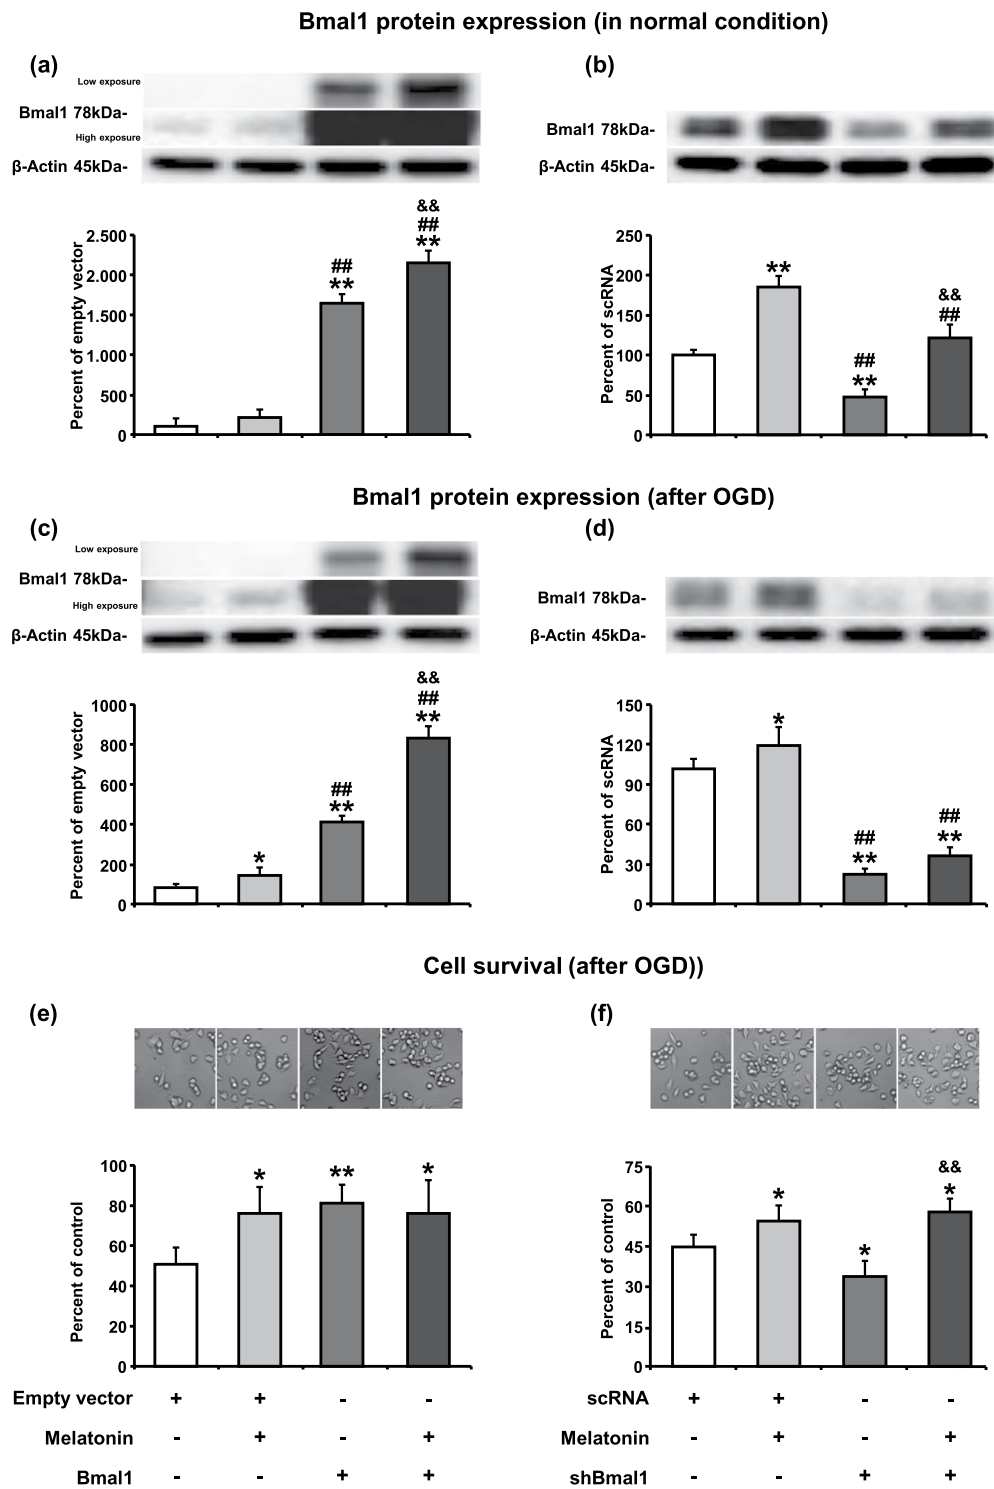 Bmal1 protein expression (in normal condition)
(a)
Low exposure
Bmal1 78kDa-
High exposure
β-Actin 45kDa-
&&
##
**
##
**
Percent of empty vector
2.500
2.000
1.500
1.000
500
0
(b)
Bmal1 78kDa-
β-Actin 45kDa-
**
##
**
&&
##
Percent of scRNA
250
200
150
100
50
0
Bmal1 protein expression (after OGD)
(c)
Low exposure
Bmal1 78kDa-
High exposure
β-Actin 45kDa-
*
##
**
&&
##
**
Percent of empty vector
1000
800
600
400
200
0
(d)
Bmal1 78kDa-
β-Actin 45kDa-
*
##
**
##
**
Percent of scRNA
150
120
90
60
30
0
Cell survival (after OGD))
(e)
*
**
*
Percent of control
100
80
60
40
20
0
(f)
*
*
&&
*
Percent of control
75
60
45
30
15
0
Empty vector + + - -
Melatonin - + - +
Bmal1 - - + +
scRNA + + - -
Melatonin - + - +
shBmal1 - - + +